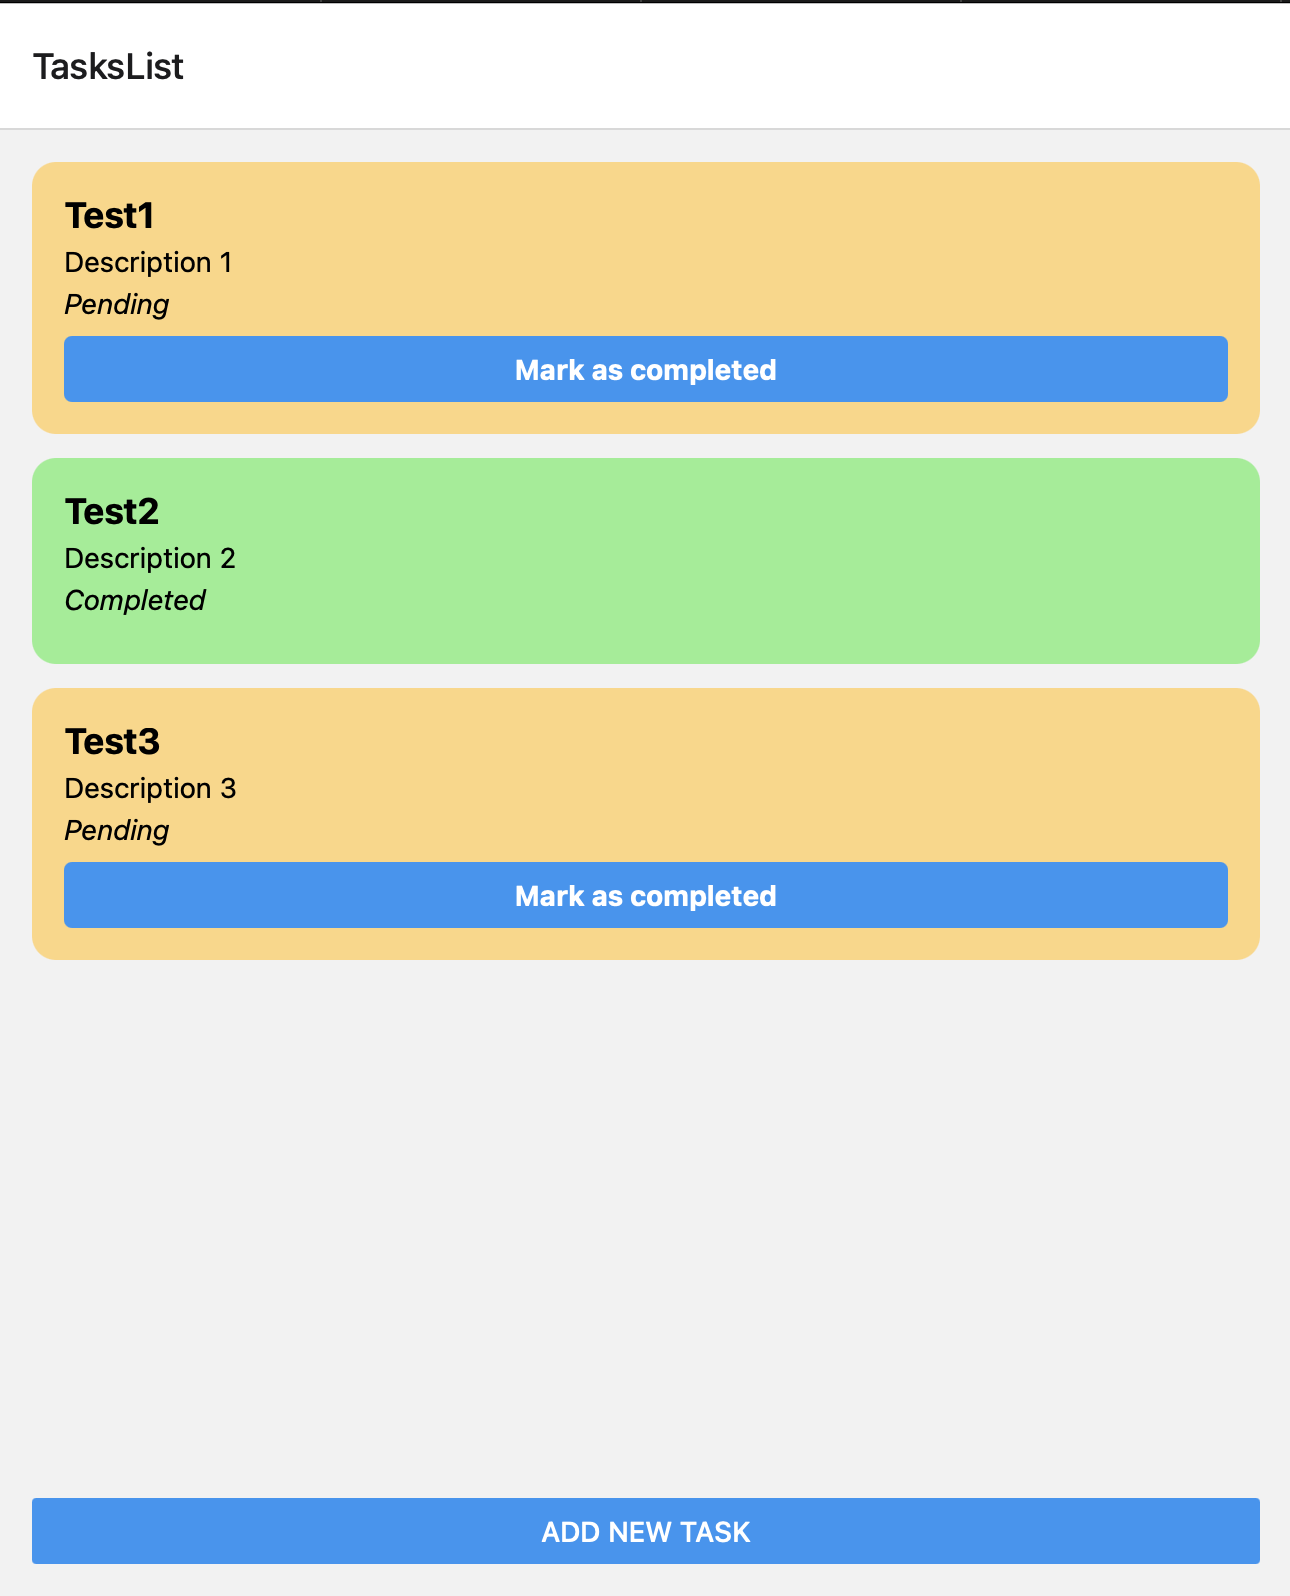 TasksList
Test1
Description 1
Pending
Mark as completed
Test2
Description 2
Completed
Test3
Description 3
Pending
Mark as completed
ADD NEW TASK